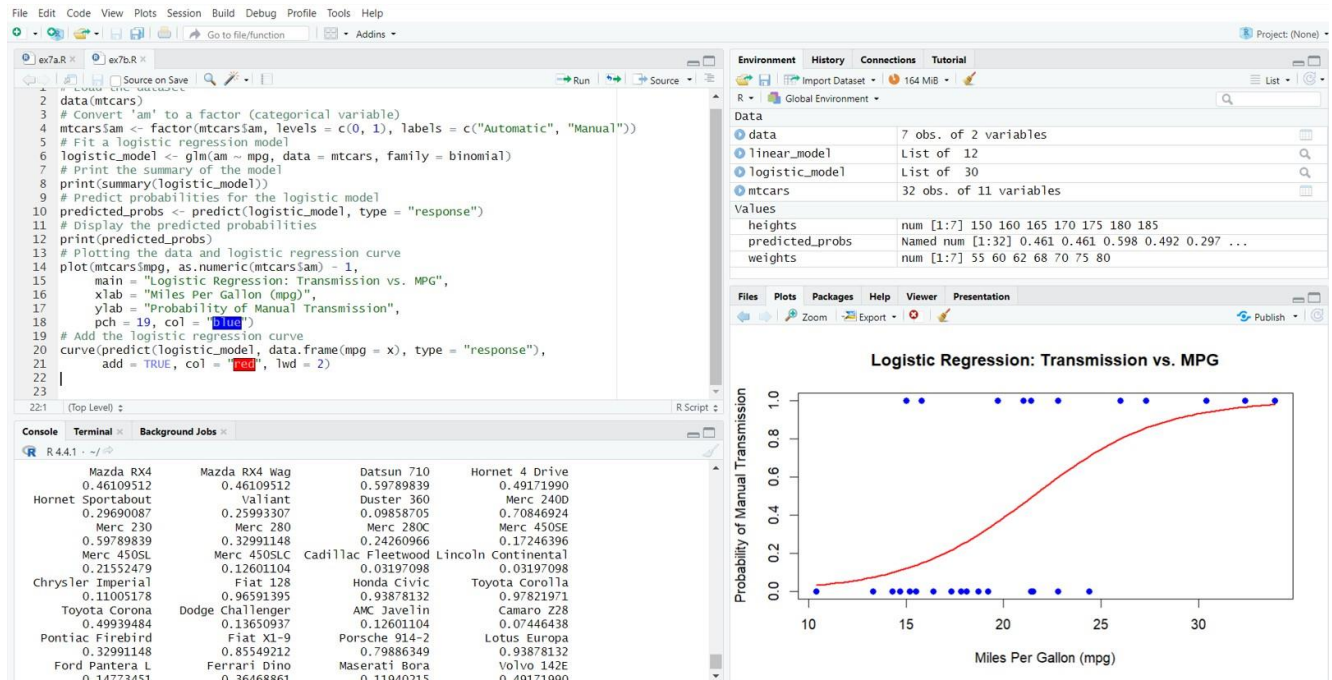 File Edit Code View Plots Session Build Debug Profile Tools Help
Go to file/function Addins Project: (None)
ex7a.R ex7b.R
Source on Save Run Source
1 # Load the dataset
2 data(mtcars)
3 # Convert 'am' to a factor (categorical variable)
4 mtcars$am <- factor(mtcars$am, levels = c(0, 1), labels = c("Automatic", "Manual"))
5 # Fit a logistic regression model
6 logistic_model <- glm(am ~ mpg, data = mtcars, family = binomial)
7 # Print the summary of the model
8 print(summary(logistic_model))
9 # Predict probabilities for the logistic model
10 predicted_probs <- predict(logistic_model, type = "response")
11 # Display the predicted probabilities
12 print(predicted_probs)
13 # Plotting the data and logistic regression curve
14 plot(mtcars$mpg, as.numeric(mtcars$am) - 1,
15 main = "Logistic Regression: Transmission vs. MPG",
16 xlab = "Miles Per Gallon (mpg)",
17 ylab = "Probability of Manual Transmission",
18 pch = 19, col = "blue")
19 # Add the logistic regression curve
20 curve(predict(logistic_model, data.frame(mpg = x), type = "response"),
21 add = TRUE, col = "red", lwd = 2)
22
23
22:1 (Top Level) R Script
Console Terminal Background Jobs
R 4.4.1 · ~/
Mazda RX4 Mazda RX4 Wag Datsun 710 Hornet 4 Drive
0.46109512 0.46109512 0.59789839 0.49171990
Hornet Sportabout Valiant Duster 360 Merc 240D
0.29690087 0.25993307 0.09858705 0.70846924
Merc 230 Merc 280 Merc 280C Merc 450SE
0.59789839 0.32991148 0.24260966 0.17246396
Merc 450SL Merc 450SLC Cadillac Fleetwood Lincoln Continental
0.21552479 0.12601104 0.03197098 0.03197098
Chrysler Imperial Fiat 128 Honda Civic Toyota Corolla
0.11005178 0.96591395 0.93878132 0.97821971
Toyota Corona Dodge Challenger AMC Javelin Camaro Z28
0.49939484 0.13650937 0.12601104 0.07446438
Pontiac Firebird Fiat X1-9 Porsche 914-2 Lotus Europa
0.32991148 0.85549212 0.79886349 0.93878132
Ford Pantera L Ferrari Dino Maserati Bora Volvo 142E
0.14773451 0.36468861 0.11940215 0.49171990
Environment History Connections Tutorial
Import Dataset 164 MiB List
R Global Environment
Data
data 7 obs. of 2 variables
linear_model List of 12
logistic_model List of 30
mtcars 32 obs. of 11 variables
Values
heights num [1:7] 150 160 165 170 175 180 185
predicted_probs Named num [1:32] 0.461 0.461 0.598 0.492 0.297 ...
weights num [1:7] 55 60 62 68 70 75 80
Files Plots Packages Help Viewer Presentation
Zoom Export Publish
Logistic Regression: Transmission vs. MPG
Probability of Manual Transmission
1.0
0.8
0.6
0.4
0.2
0.0
10 15 20 25 30
Miles Per Gallon (mpg)